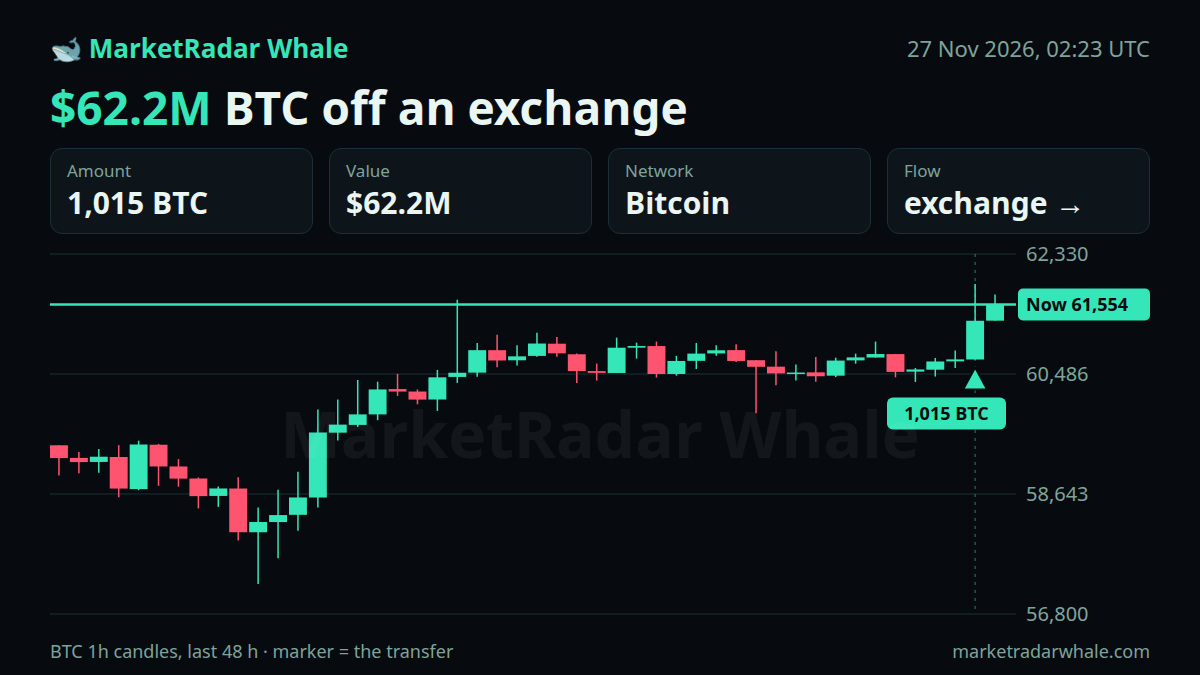 🐋 MarketRadar Whale
27 Nov 2026, 02:23 UTC
$62.2M BTC off an exchange
Amount
1,015 BTC
Value
$62.2M
Network
Bitcoin
Flow
exchange →
62,330
Now 61,554
60,486
1,015 BTC
MarketRadar Whale
58,643
56,800
BTC 1h candles, last 48 h · marker = the transfer
marketradarwhale.com